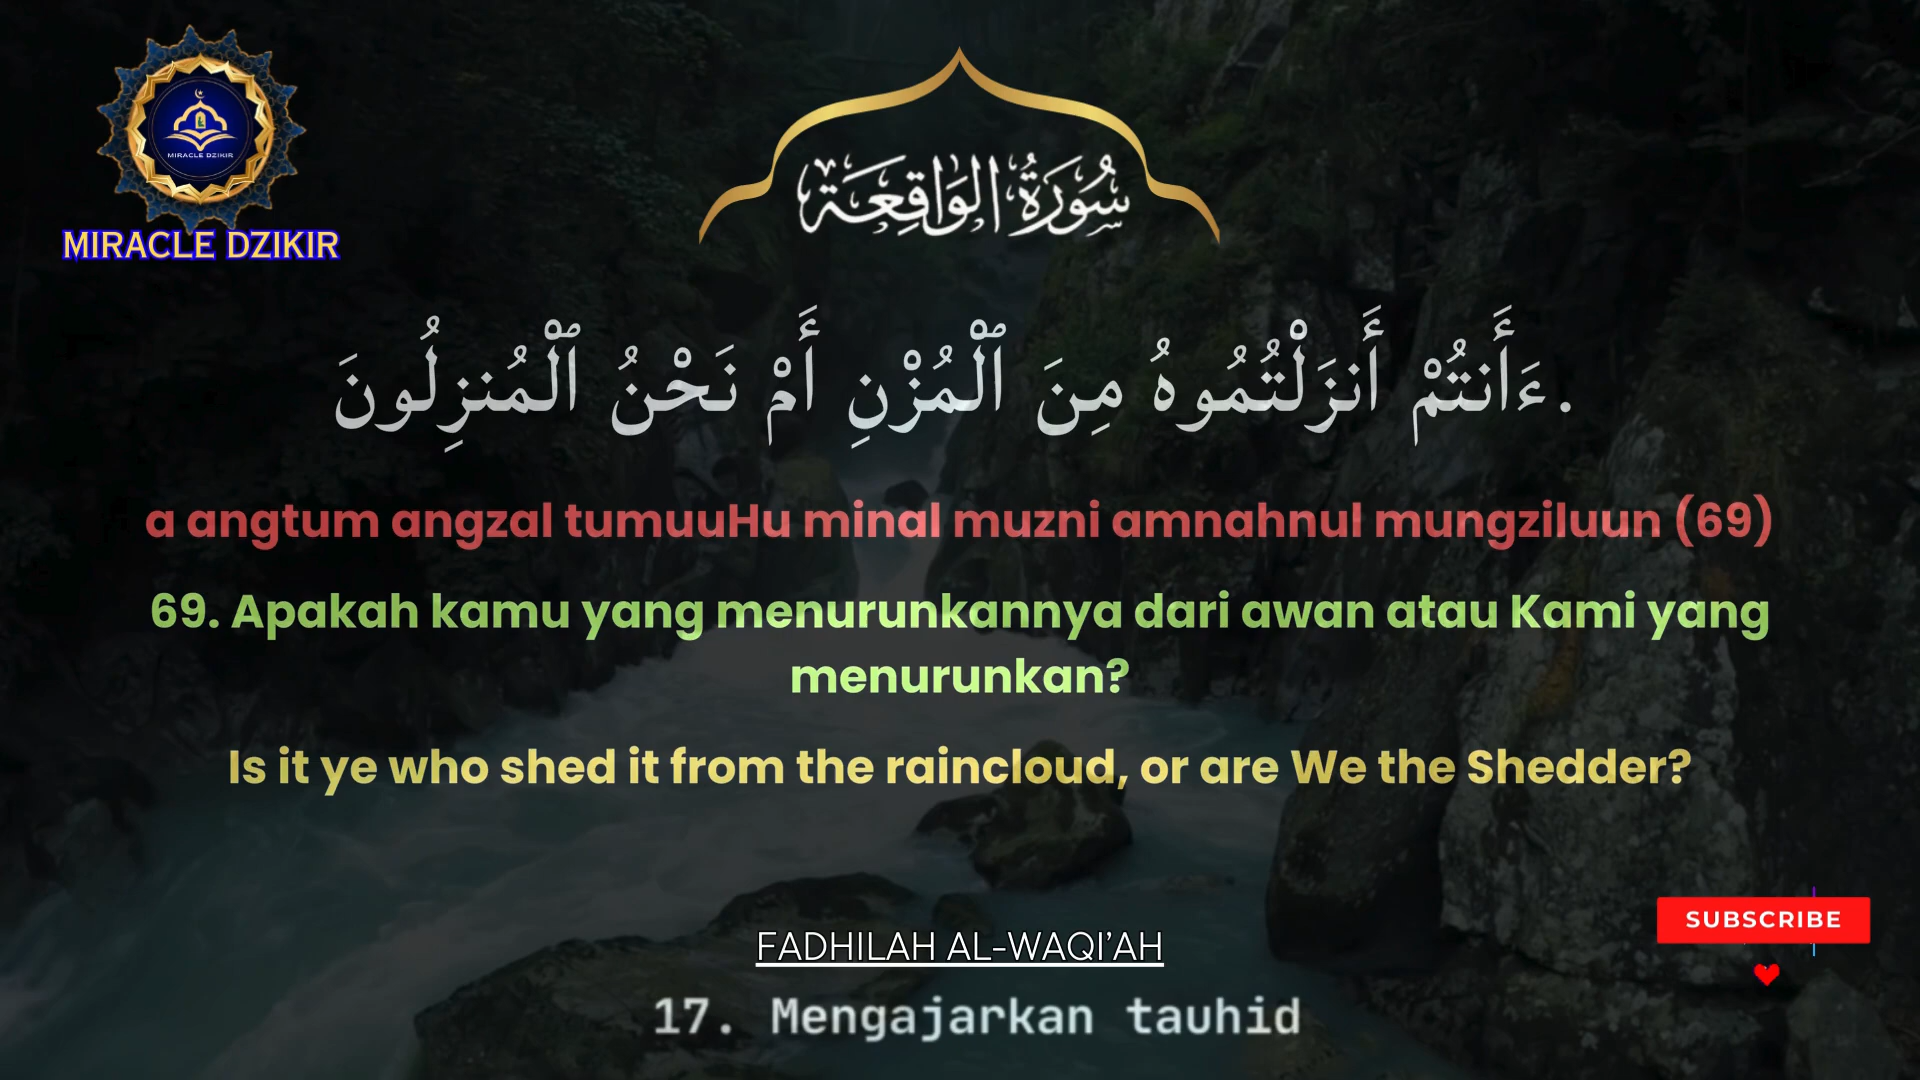 MIRACLE DZIKIR
MIRACLE DZIKIR
سُورَةُ الوَاقِعَة
ءَأَنتُمْ أَنزَلْتُمُوهُ مِنَ ٱلْمُزْنِ أَمْ نَحْنُ ٱلْمُنزِلُونَ.
a angtum angzal tumuuHu minal muzni amnahnul mungziluun (69)
69. Apakah kamu yang menurunkannya dari awan atau Kami yang
menurunkan?
Is it ye who shed it from the raincloud, or are We the Shedder?
SUBSCRIBE
FADHILAH AL-WAQI'AH
17. Mengajarkan tauhid